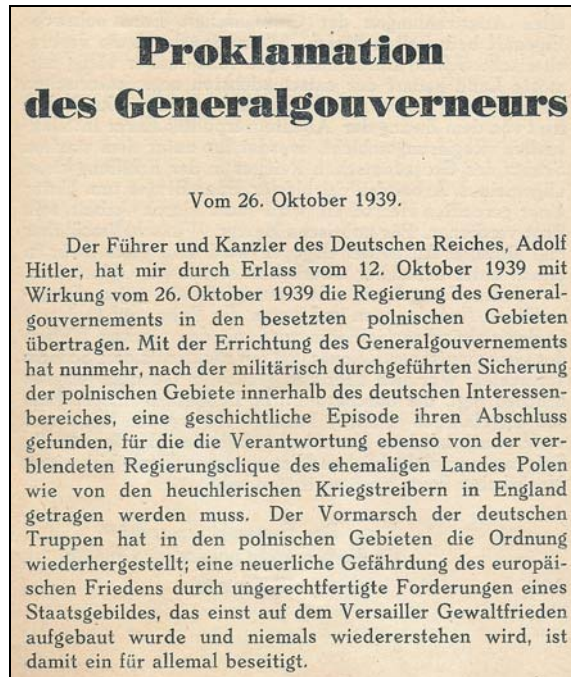 Proklamation
des Generalgouverneurs
Vom 26. Oktober 1939.
Der Führer und Kanzler des Deutschen Reiches, Adolf
Hitler, hat mir durch Erlass vom 12. Oktober 1939 mit
Wirkung vom 26. Oktober 1939 die Regierung des General-
gouvernements in den besetzten polnischen Gebieten
übertragen. Mit der Errichtung des Generalgouvernements
hat nunmehr, nach der militärisch durchgeführten Sicherung
der polnischen Gebiete innerhalb des deutschen Interessen-
bereiches, eine geschichtliche Episode ihren Abschluss
gefunden, für die die Verantwortung ebenso von der ver-
blendeten Regierungsclique des ehemaligen Landes Polen
wie von den heuchlerischen Kriegstreibern in England
getragen werden muss. Der Vormarsch der deutschen
Truppen hat in den polnischen Gebieten die Ordnung
wiederhergestellt; eine neuerliche Gefährdung des europäi-
schen Friedens durch ungerechtfertigte Forderungen eines
Staatsgebildes, das einst auf dem Versailler Gewaltfrieden
aufgebaut wurde und niemals wiedererstehen wird, ist
damit ein für allemal beseitigt.